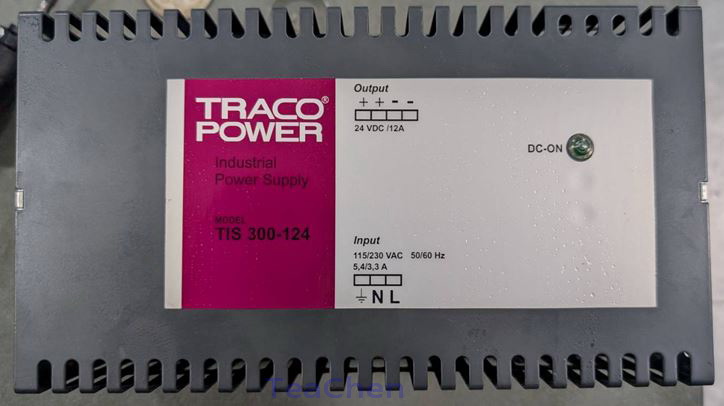 TRACO®
POWER
Industrial
Power Supply
MODEL
TIS 300-124
Output
+ + - -
24 VDC /12A
DC-ON
Input
115/230 VAC 50/60 Hz
5,4/3,3 A
⏚ N L
TeaChen